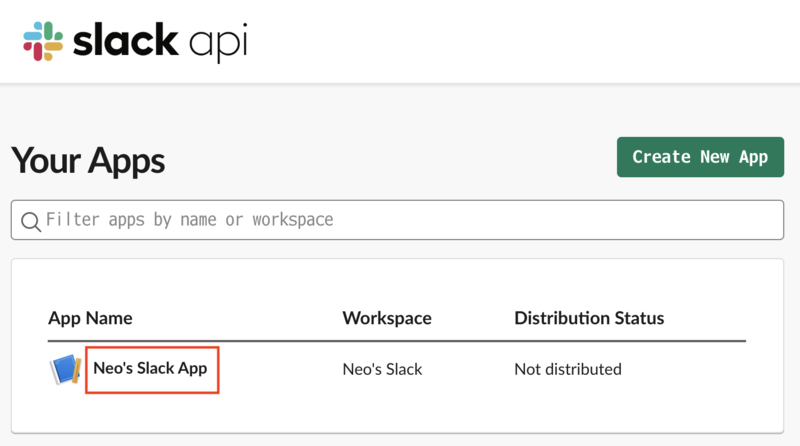 slack api
Your Apps
Create New App
Filter apps by name or workspace
App Name Workspace Distribution Status
Neo's Slack App Neo's Slack Not distributed